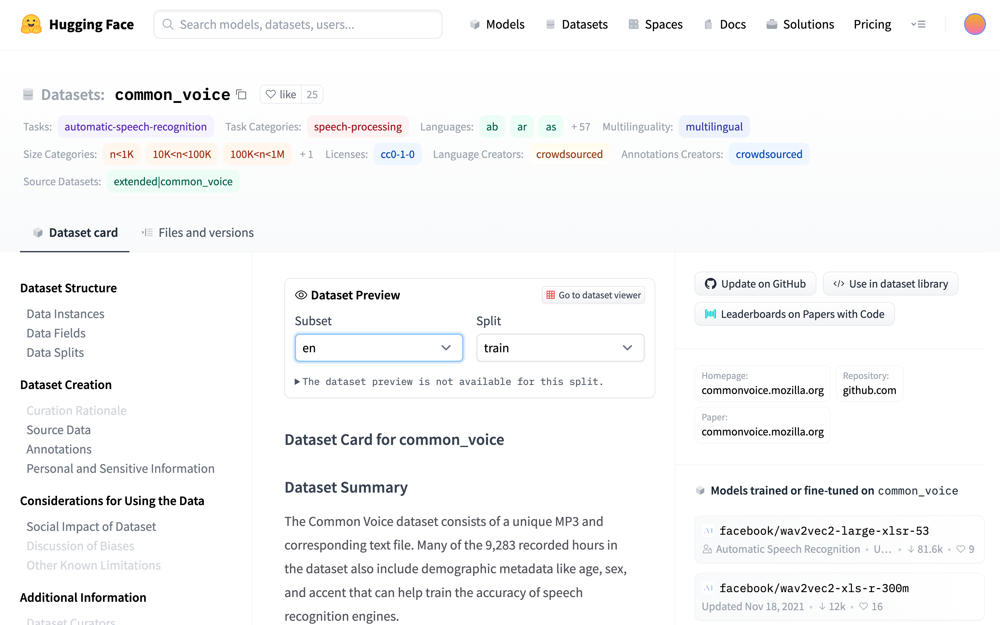 Hugging Face
Search models, datasets, users...
Models
Datasets
Spaces
Docs
Solutions
Pricing
Datasets: common_voice
like 25
Tasks: automatic-speech-recognition Task Categories: speech-processing Languages: ab ar as + 57 Multilinguality: multilingual
Size Categories: n<1K 10K<n<100K 100K<n<1M + 1 Licenses: cc0-1-0 Language Creators: crowdsourced Annotations Creators: crowdsourced
Source Datasets: extended|common_voice
Dataset card
Files and versions
Dataset Structure
Data Instances
Data Fields
Data Splits
Dataset Creation
Curation Rationale
Source Data
Annotations
Personal and Sensitive Information
Considerations for Using the Data
Social Impact of Dataset
Discussion of Biases
Other Known Limitations
Additional Information
Dataset Curators
Dataset Preview
Go to dataset viewer
Subset
Split
en
train
The dataset preview is not available for this split.
Dataset Card for common_voice
Dataset Summary
The Common Voice dataset consists of a unique MP3 and
corresponding text file. Many of the 9,283 recorded hours in
the dataset also include demographic metadata like age, sex,
and accent that can help train the accuracy of speech
recognition engines.
Update on GitHub
Use in dataset library
Leaderboards on Papers with Code
Homepage:
commonvoice.mozilla.org
Repository:
github.com
Paper:
commonvoice.mozilla.org
Models trained or fine-tuned on common_voice
facebook/wav2vec2-large-xlsr-53
Automatic Speech Recognition • U... • 81.6k • 9
facebook/wav2vec2-xls-r-300m
Updated Nov 18, 2021 • 12k • 16